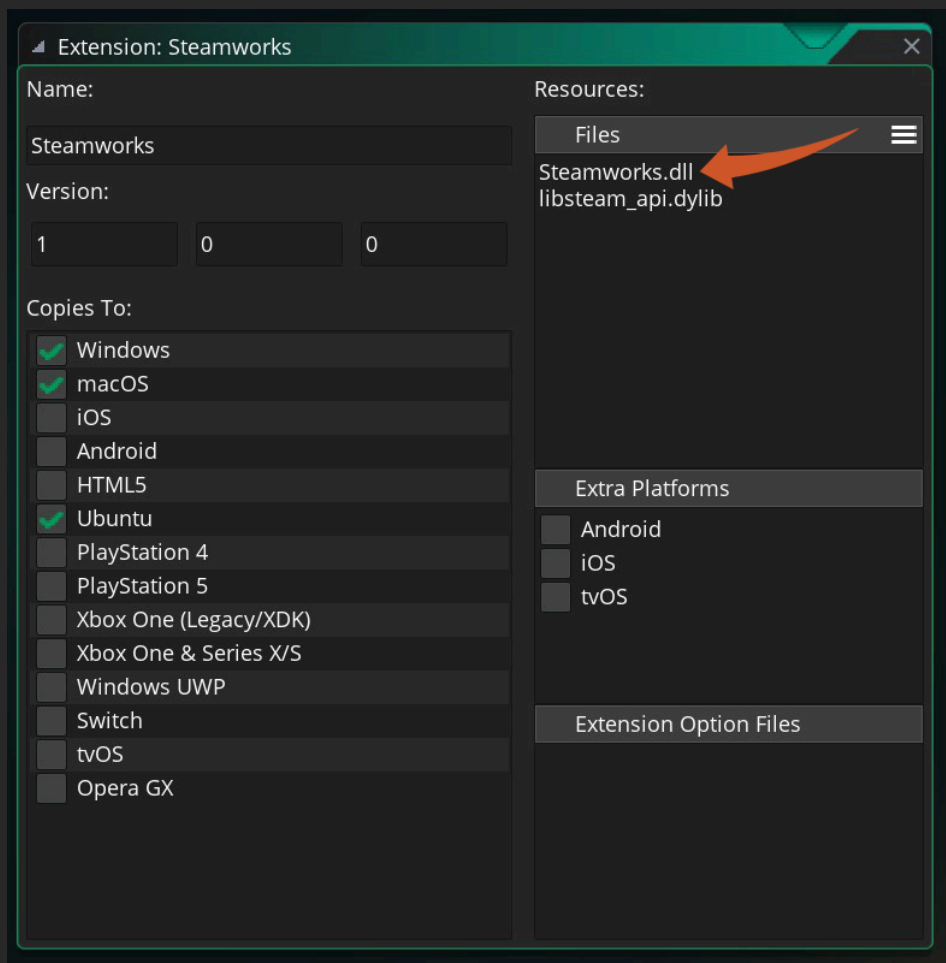 Extension: Steamworks
Name:
Steamworks
Version:
1 0 0
Copies To:
Windows
macOS
iOS
Android
HTML5
Ubuntu
PlayStation 4
PlayStation 5
Xbox One (Legacy/XDK)
Xbox One & Series X/S
Windows UWP
Switch
tvOS
Opera GX
Resources:
Files
Steamworks.dll
libsteam_api.dylib
Extra Platforms
Android
iOS
tvOS
Extension Option Files